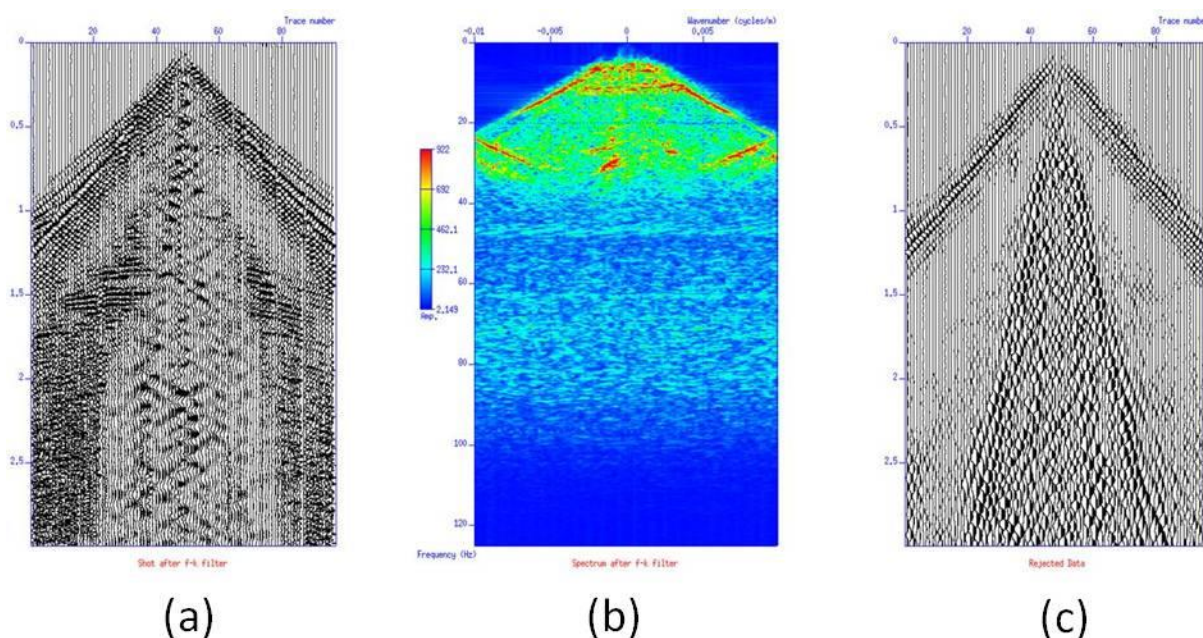 Trace number
20 40 60 80
0
0.5
1
1.5
2
2.5
Shot after f-k filter
(a)
Wavenumber (cycles/m)
-0.01 -0.005 0 0.005
0
20
40
60
80
100
120
922
692
462.1
232.1
2.149
Amp.
Frequency (Hz)
Spectrum after f-k filter
(b)
Trace number
20 40 60 80
0
0.5
1
1.5
2
2.5
Rejected Data
(c)